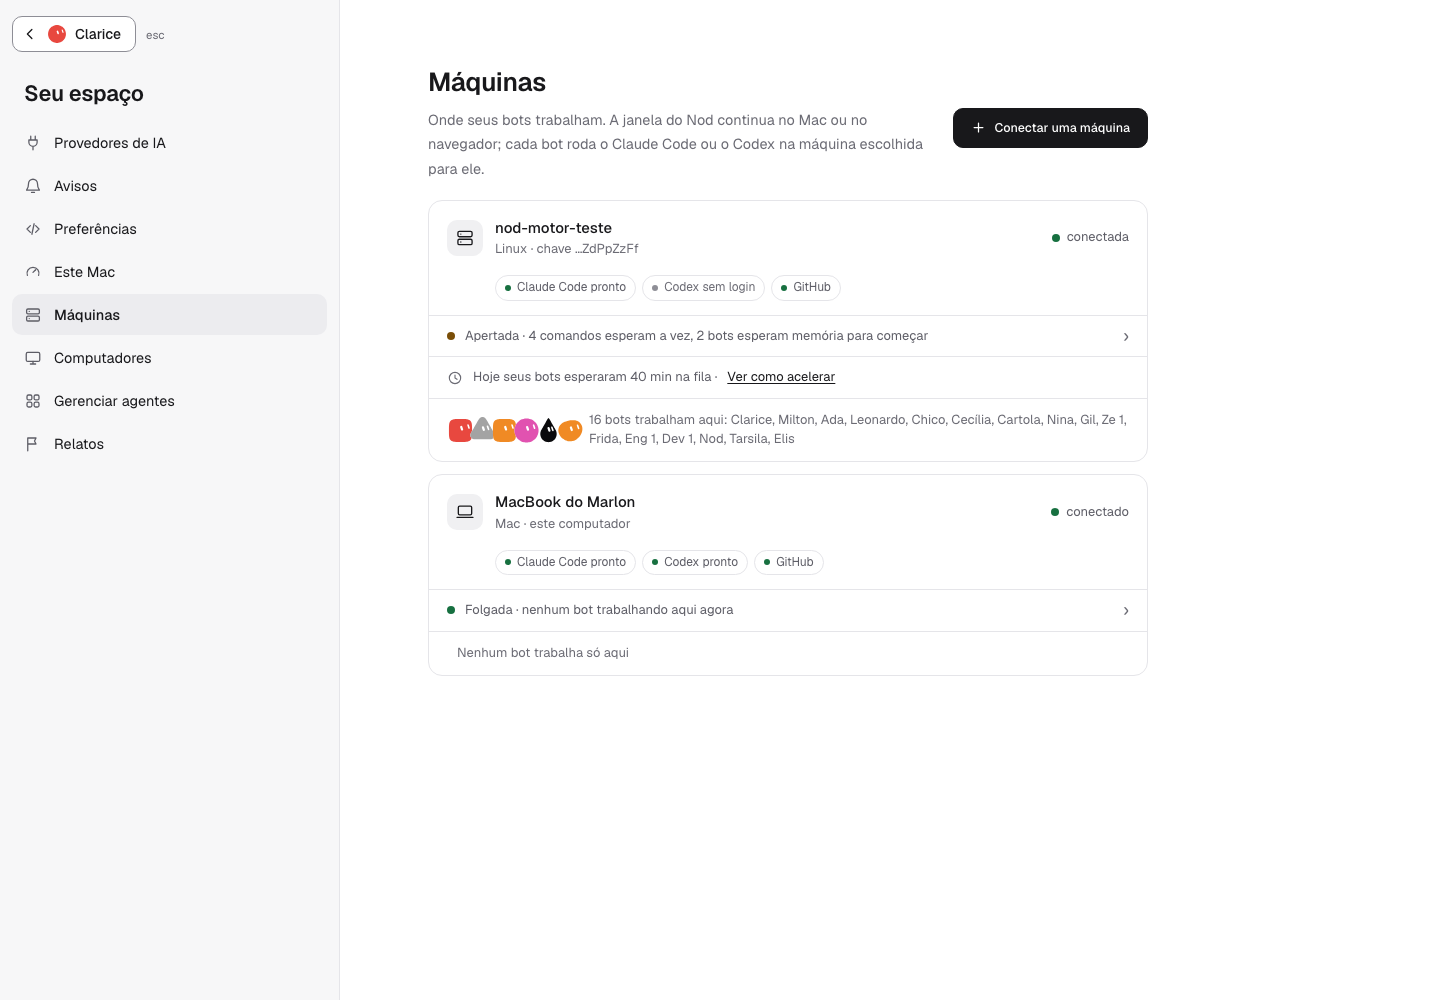 Clarice
esc
Seu espaço
Provedores de IA
Avisos
Preferências
Este Mac
Máquinas
Computadores
Gerenciar agentes
Relatos
Máquinas
Onde seus bots trabalham. A janela do Nod continua no Mac ou no
navegador; cada bot roda o Claude Code ou o Codex na máquina escolhida
para ele.
Conectar uma máquina
nod-motor-teste
Linux · chave …ZdPpZzFf
conectada
Claude Code pronto
Codex sem login
GitHub
Apertada · 4 comandos esperam a vez, 2 bots esperam memória para começar
Hoje seus bots esperaram 40 min na fila · Ver como acelerar
16 bots trabalham aqui: Clarice, Milton, Ada, Leonardo, Chico, Cecília, Cartola, Nina, Gil, Ze 1,
Frida, Eng 1, Dev 1, Nod, Tarsila, Elis
MacBook do Marlon
Mac · este computador
conectado
Claude Code pronto
Codex pronto
GitHub
Folgada · nenhum bot trabalhando aqui agora
Nenhum bot trabalha só aqui